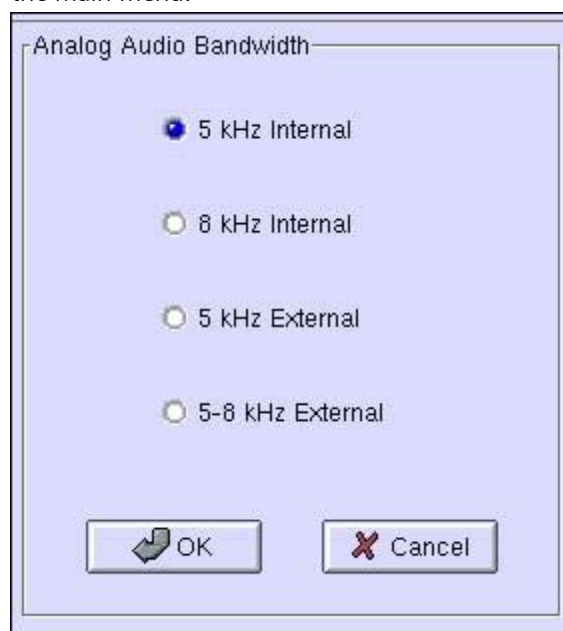 Analog Audio Bandwidth
5 kHz Internal
8 kHz Internal
5 kHz External
5-8 kHz External
OK
Cancel